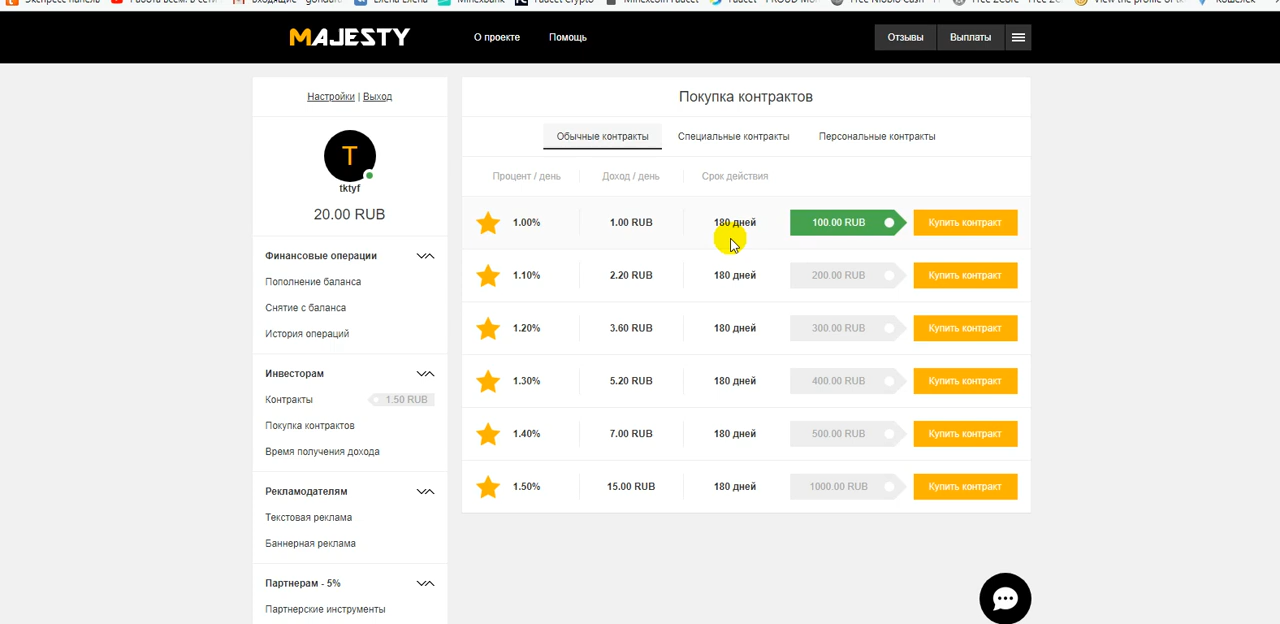 MAJESTY
О проекте
Помощь
Отзывы
Выплаты
Настройки | Выход
T
tktyf
20.00 RUB
Финансовые операции
Пополнение баланса
Снятие с баланса
История операций
Инвесторам
Контракты 1.50 RUB
Покупка контрактов
Время получения дохода
Рекламодателям
Текстовая реклама
Баннерная реклама
Партнерам - 5%
Партнерские инструменты
Покупка контрактов
Обычные контракты Специальные контракты Персональные контракты
Процент / день Доход / день Срок действия
1.00% 1.00 RUB 180 дней 100.00 RUB Купить контракт
1.10% 2.20 RUB 180 дней 200.00 RUB Купить контракт
1.20% 3.60 RUB 180 дней 300.00 RUB Купить контракт
1.30% 5.20 RUB 180 дней 400.00 RUB Купить контракт
1.40% 7.00 RUB 180 дней 500.00 RUB Купить контракт
1.50% 15.00 RUB 180 дней 1000.00 RUB Купить контракт